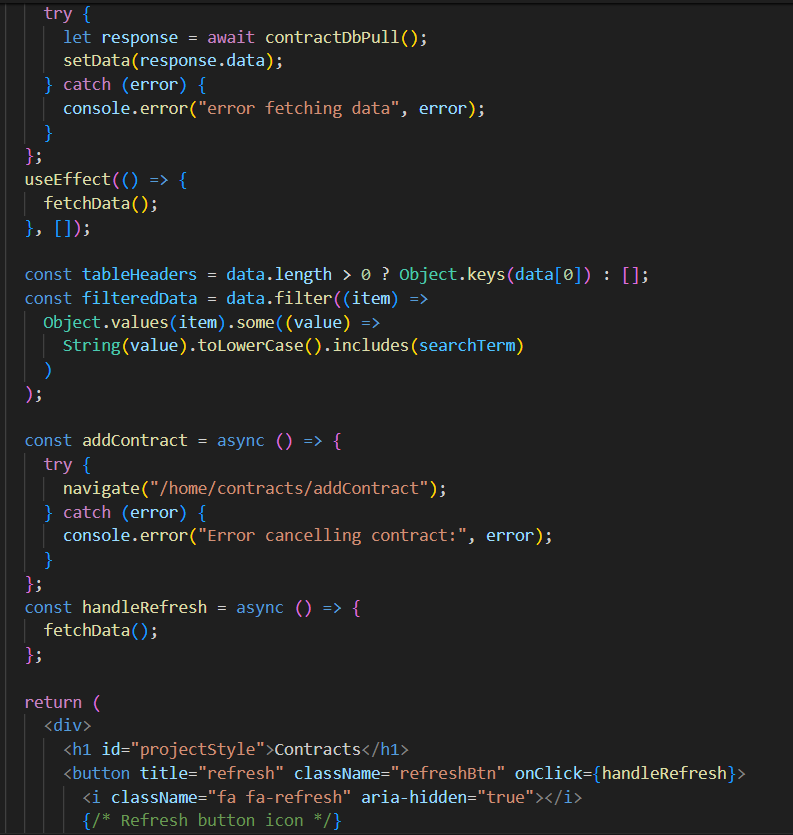 try {
let response = await contractDbPull();
setData(response.data);
} catch (error) {
console.error("error fetching data", error);
}
};
useEffect(() => {
fetchData();
}, []);
const tableHeaders = data.length > 0 ? Object.keys(data[0]) : [];
const filteredData = data.filter((item) =>
Object.values(item).some((value) =>
String(value).toLowerCase().includes(searchTerm)
)
);
const addContract = async () => {
try {
navigate("/home/contracts/addContract");
} catch (error) {
console.error("Error cancelling contract:", error);
}
};
const handleRefresh = async () => {
fetchData();
};
return (
<div>
<h1 id="projectStyle">Contracts</h1>
<button title="refresh" className="refreshBtn" onClick={handleRefresh}>
<i className="fa fa-refresh" aria-hidden="true"></i>
{/* Refresh button icon */}